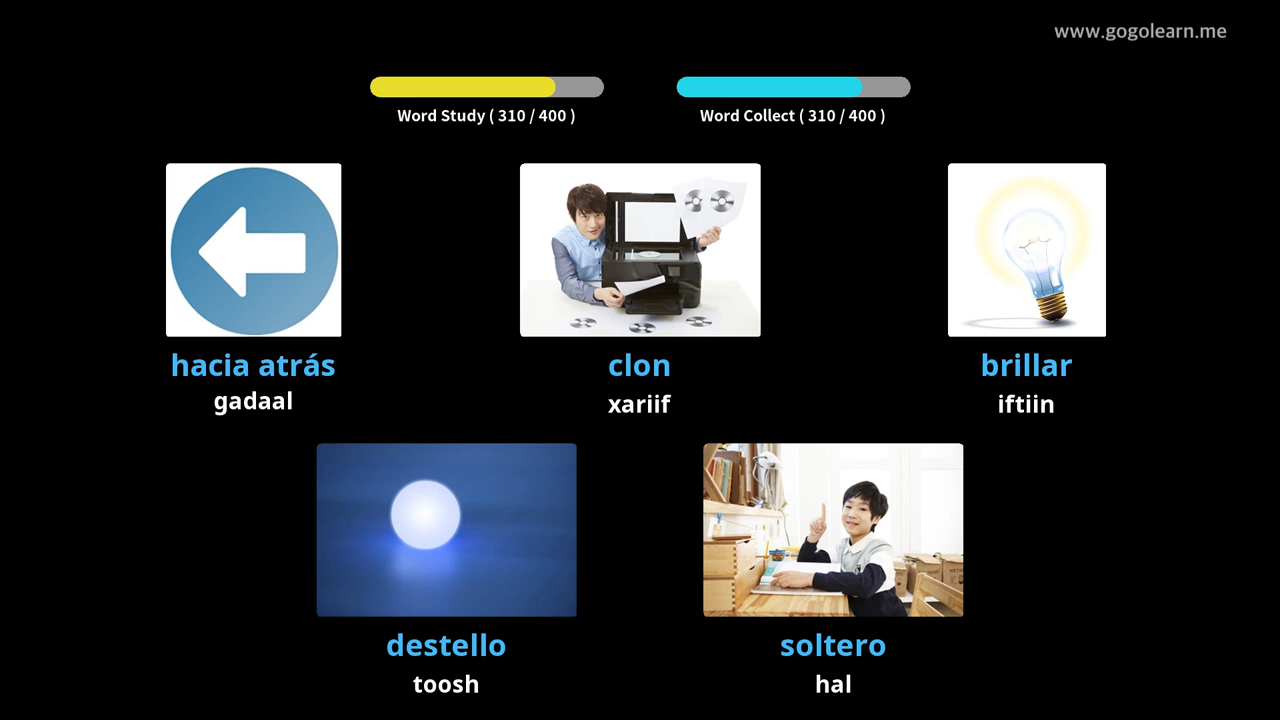 www.gogolearn.me
Word Study ( 310 / 400 )
Word Collect ( 310 / 400 )
hacia atrás
gadaal
clon
xariif
brillar
iftiin
destello
toosh
soltero
hal